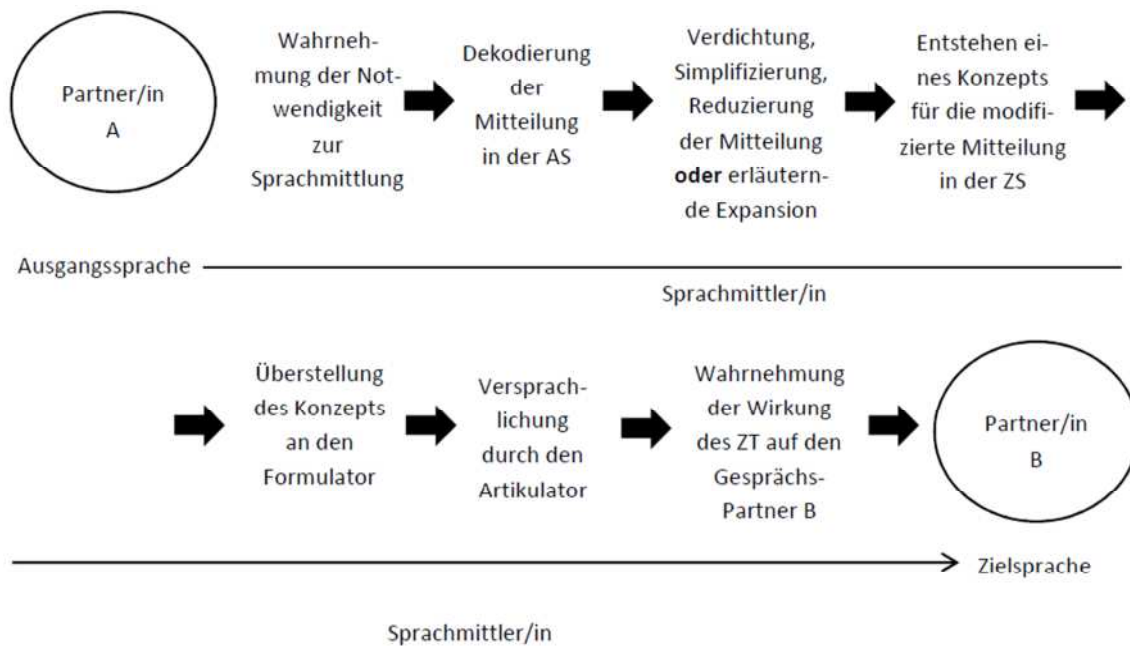 Partner/in
A
Wahrneh-
mung der Not-
wendigkeit
zur
Sprachmittlung
Dekodierung
der
Mitteilung
in der AS
Verdichtung,
Simplifizierung,
Reduzierung
der Mitteilung
oder erläutern-
de Expansion
Entstehen ei-
nes Konzepts
für die modifi-
zierte Mitteilung
in der ZS
Ausgangssprache
Sprachmittler/in
Überstellung
des Konzepts
an den
Formulator
Versprach-
lichung
durch den
Artikulator
Wahrnehmung
der Wirkung
des ZT auf den
Gesprächs-
Partner B
Partner/in
B
Zielsprache
Sprachmittler/in